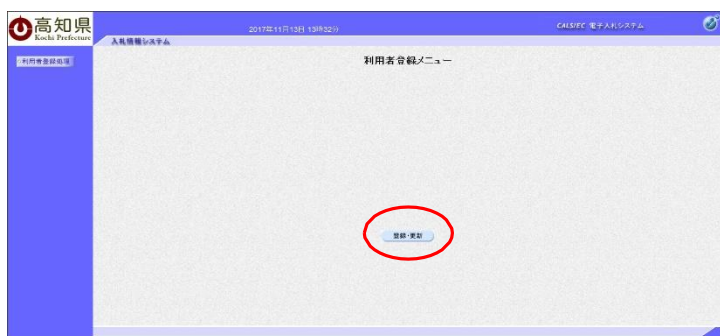 高知県
Kochi Prefecture
2017年11月13日 13時32分
CALS/EC 電子入札システム
入札情報システム
利用者登録処理
利用者登録メニュー
登録・更新